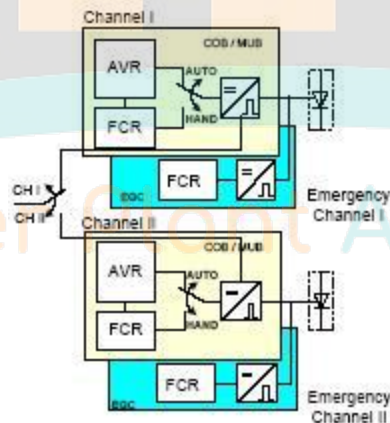 Channel I
COB / MUB
AVR
AUTO
HAND
FCR
FCR
EGC
Emergency
Channel I
CH I
CH II
Channel II
COB / MUB
AVR
AUTO
HAND
FCR
FCR
EGC
Emergency
Channel II